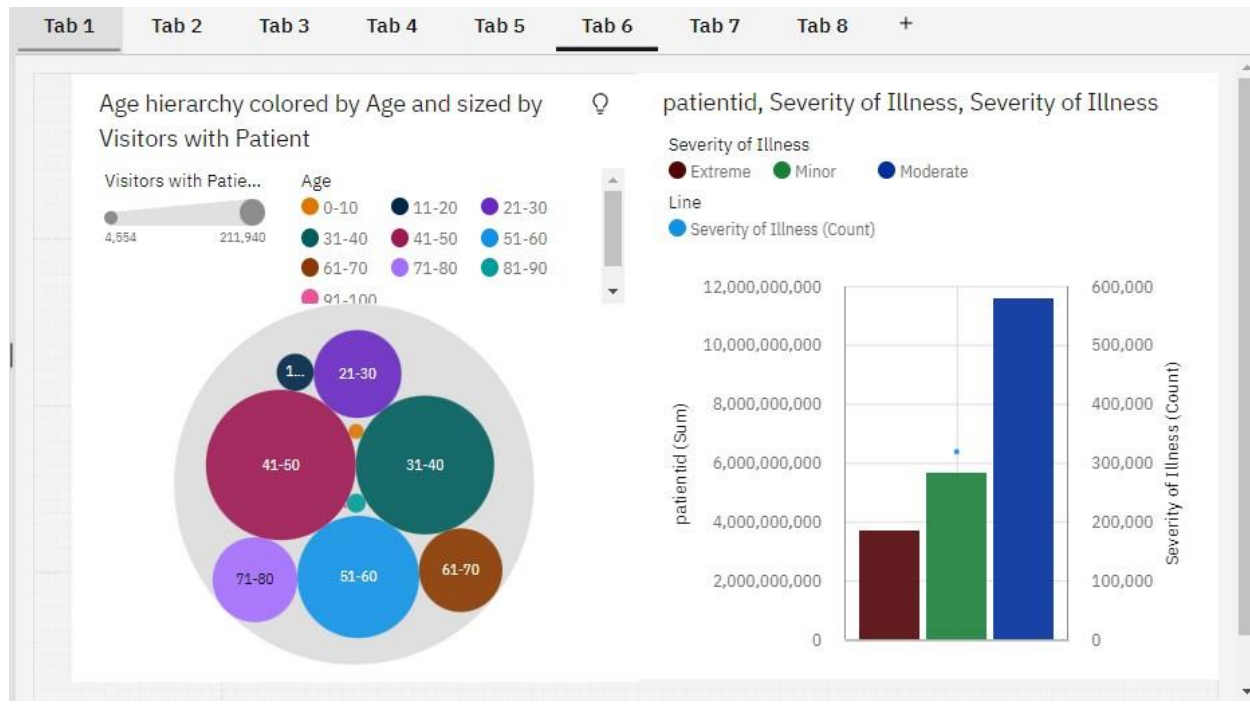 Tab 1 Tab 2 Tab 3 Tab 4 Tab 5 Tab 6 Tab 7 Tab 8 +
Age hierarchy colored by Age and sized by
Visitors with Patient
Visitors with Patie...
4,554 211,940
Age
0-10 11-20 21-30
31-40 41-50 51-60
61-70 71-80 81-90
91-100
1... 21-30
41-50 31-40
71-80 51-60 61-70
patientid, Severity of Illness, Severity of Illness
Severity of Illness
Extreme Minor Moderate
Line
Severity of Illness (Count)
patientid (Sum)
12,000,000,000
10,000,000,000
8,000,000,000
6,000,000,000
4,000,000,000
2,000,000,000
0
600,000
500,000
400,000
300,000
200,000
100,000
0
Severity of Illness (Count)